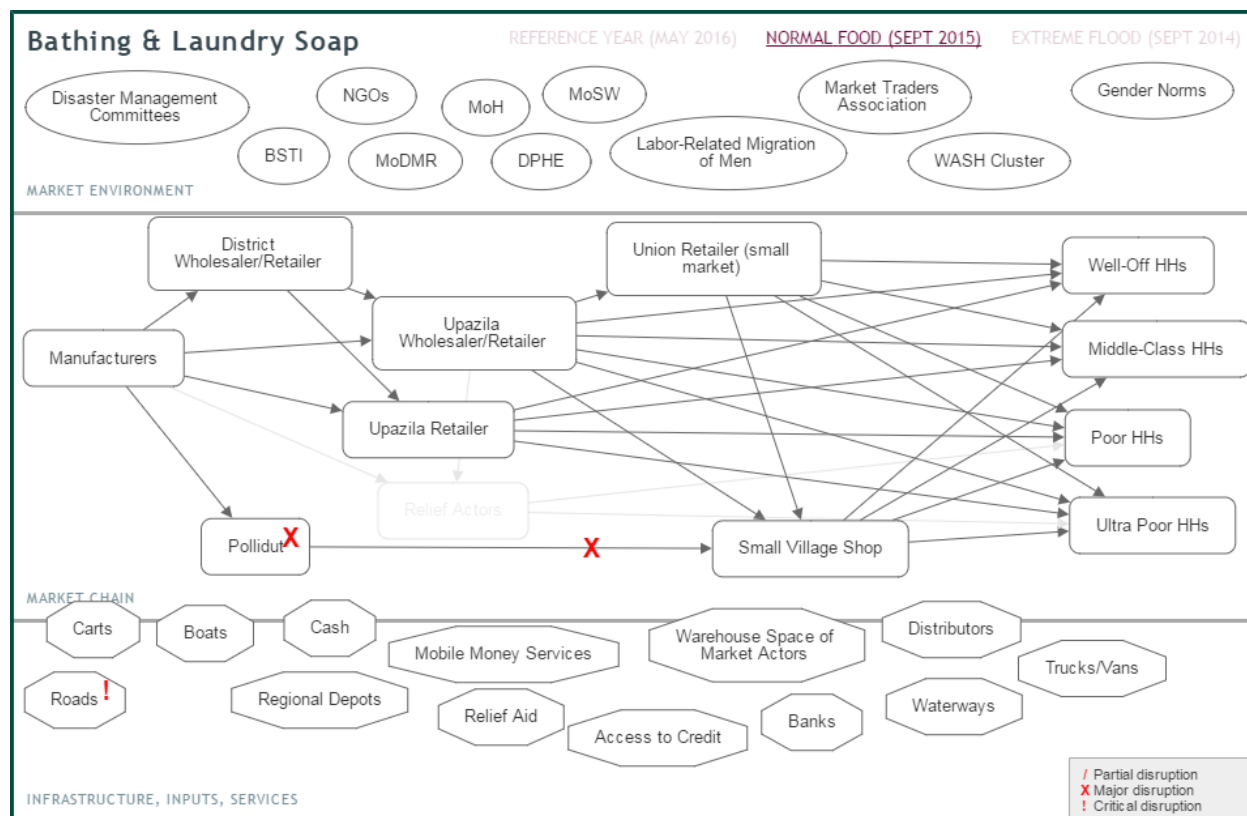 Bathing & Laundry Soap
REFERENCE YEAR (MAY 2016)
NORMAL FOOD (SEPT 2015)
EXTREME FLOOD (SEPT 2014)
Disaster Management
Committees
NGOs
MoH
MoSW
Market Traders
Association
Gender Norms
BSTI
MoDMR
DPHE
Labor-Related Migration
of Men
WASH Cluster
MARKET ENVIRONMENT
District
Wholesaler/Retailer
Union Retailer (small
market)
Well-Off HHs
Manufacturers
Upazila
Wholesaler/Retailer
Middle-Class HHs
Upazila Retailer
Poor HHs
Relief Actors
Ultra Poor HHs
Pollidut
X
X
Small Village Shop
MARKET CHAIN
Carts
Boats
Cash
Mobile Money Services
Warehouse Space of
Market Actors
Distributors
Trucks/Vans
Roads
!
Regional Depots
Relief Aid
Access to Credit
Banks
Waterways
INFRASTRUCTURE, INPUTS, SERVICES
/ Partial disruption
X Major disruption
! Critical disruption